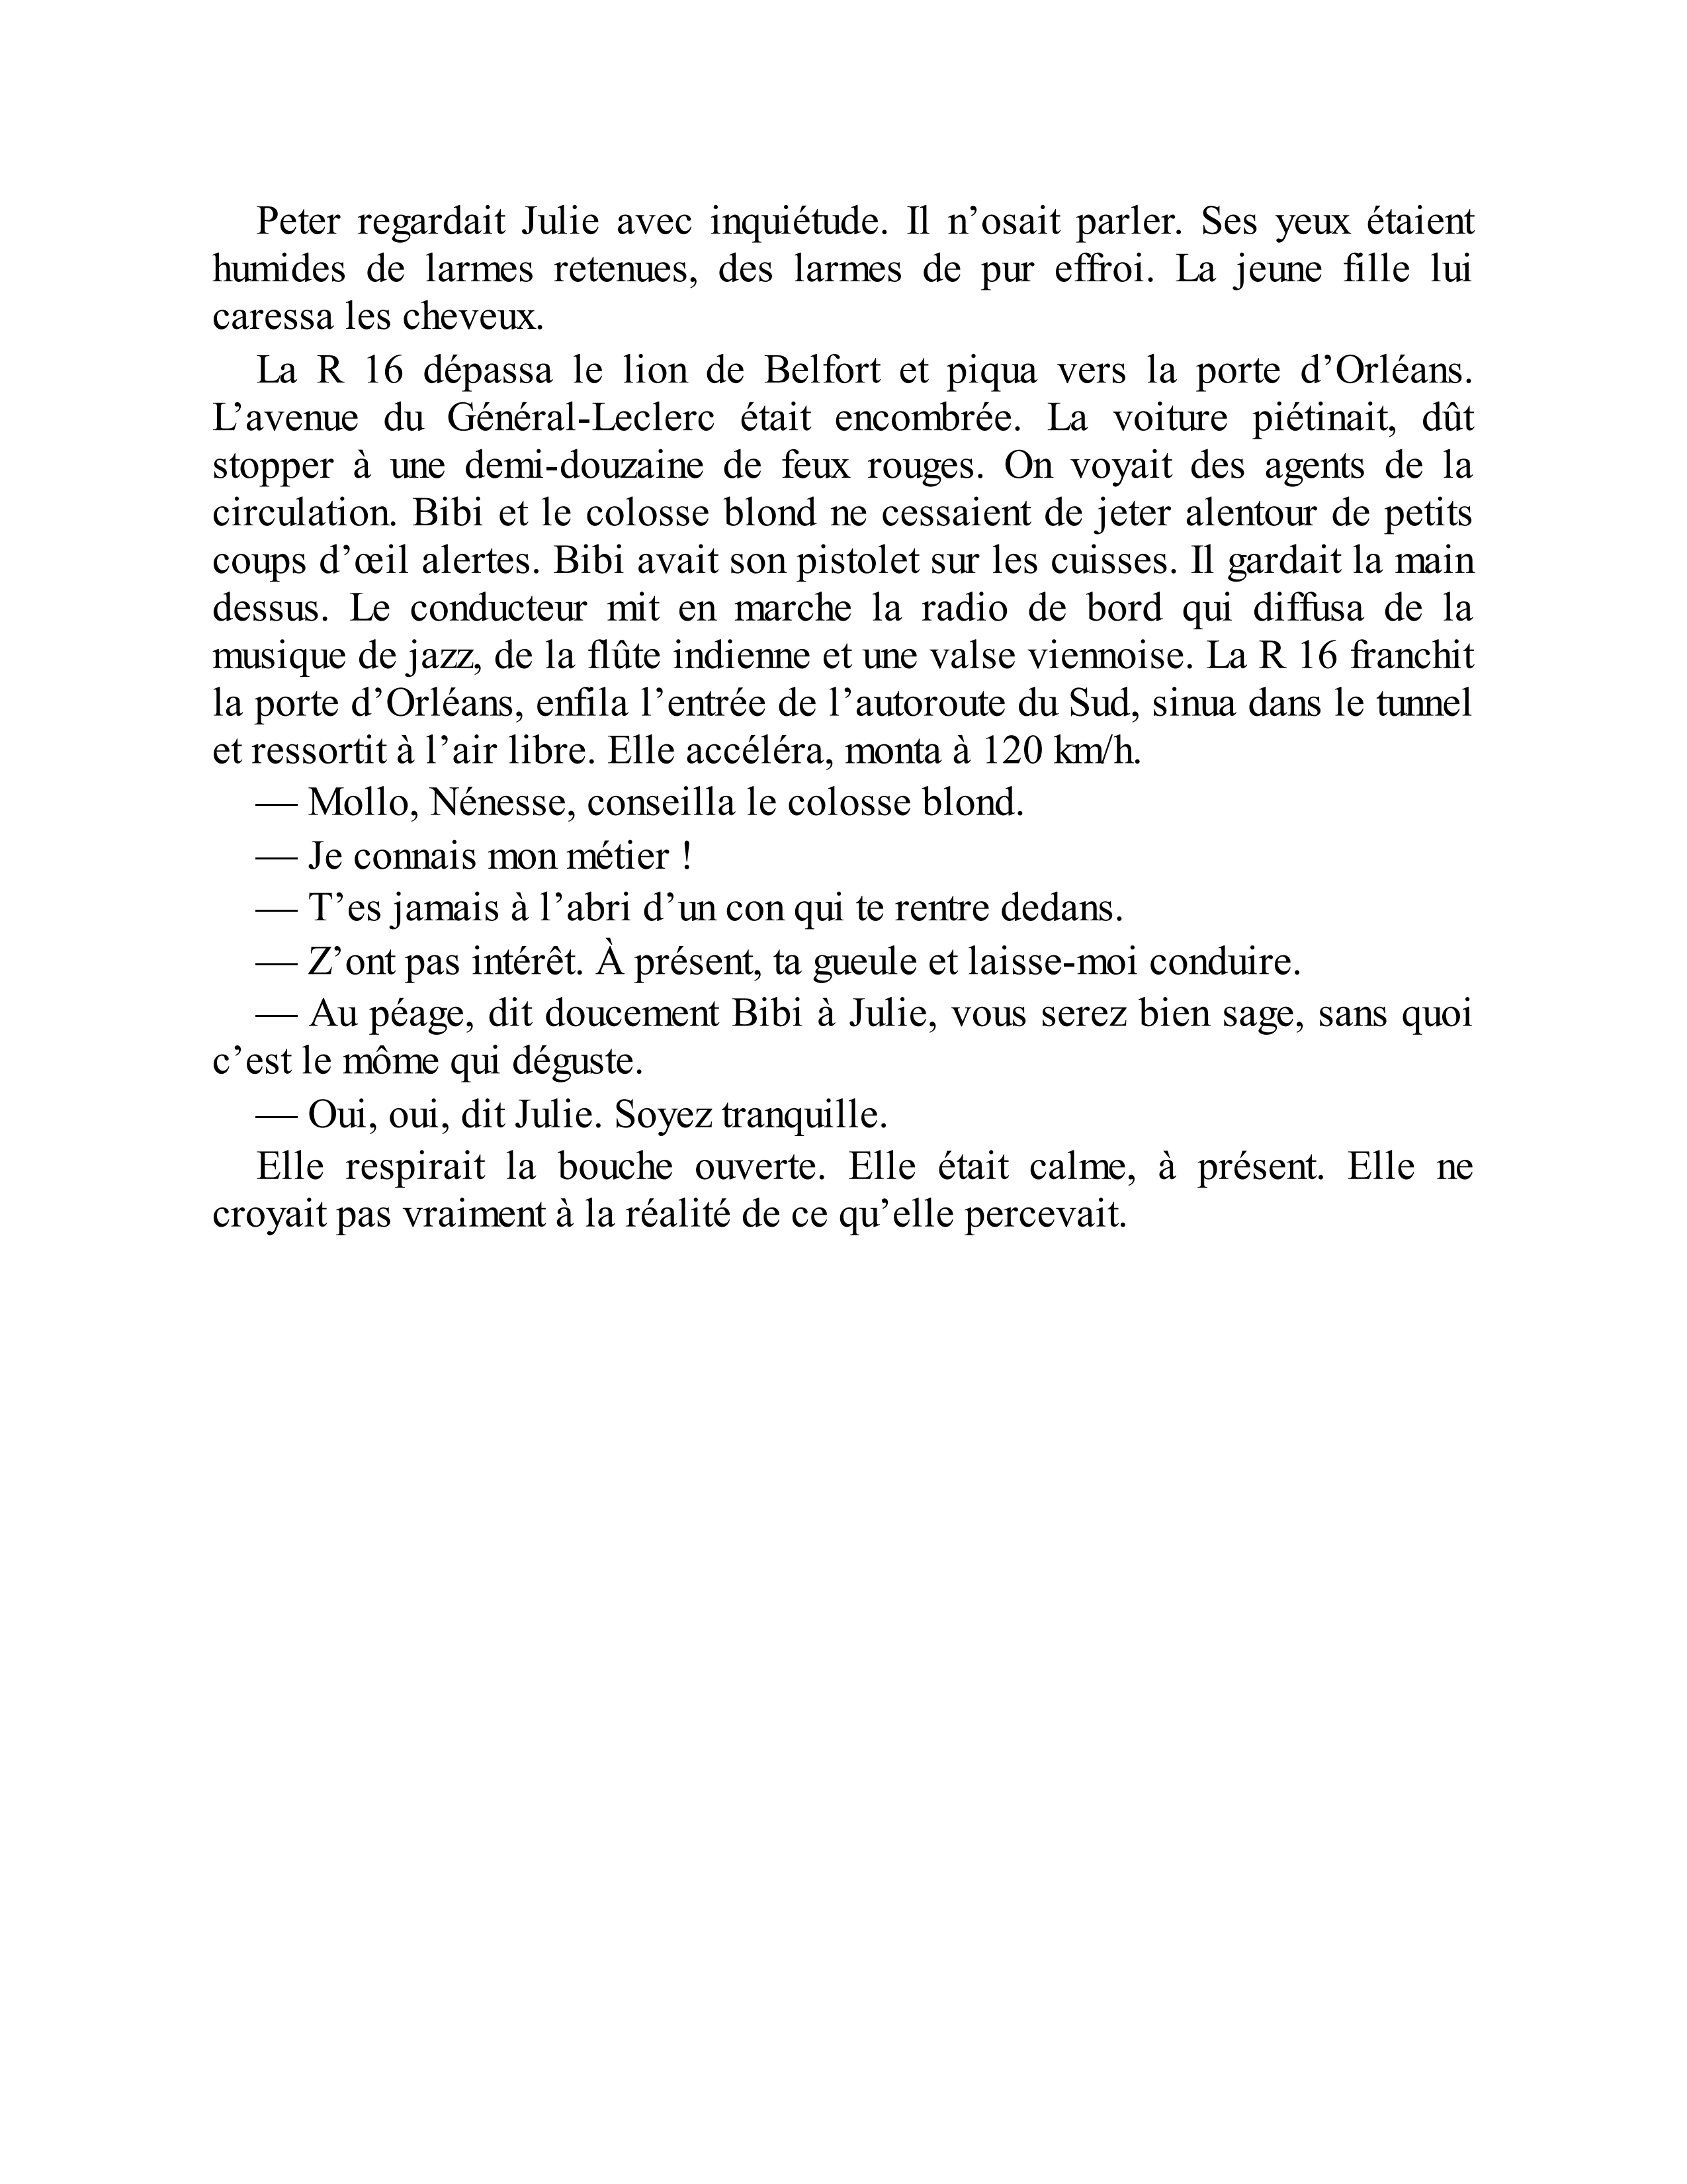 Peter regardait Julie avec inquiétude. Il n’osait parler. Ses yeux étaient
humides de larmes retenues, des larmes de pur effroi. La jeune fille lui
caressa les cheveux.
La R 16 dépassa le lion de Belfort et piqua vers la porte d’Orléans.
L’avenue du Général-Leclerc était encombrée. La voiture piétinait, dût
stopper à une demi-douzaine de feux rouges. On voyait des agents de la
circulation. Bibi et le colosse blond ne cessaient de jeter alentour de petits
coups d’œil alertes. Bibi avait son pistolet sur les cuisses. Il gardait la main
dessus. Le conducteur mit en marche la radio de bord qui diffusa de la
musique de jazz, de la flûte indienne et une valse viennoise. La R 16 franchit
la porte d’Orléans, enfila l’entrée de l’autoroute du Sud, sinua dans le tunnel
et ressortit à l’air libre. Elle accéléra, monta à 120 km/h.
— Mollo, Nénesse, conseilla le colosse blond.
— Je connais mon métier !
— T’es jamais à l’abri d’un con qui te rentre dedans.
— Z’ont pas intérêt. À présent, ta gueule et laisse-moi conduire.
— Au péage, dit doucement Bibi à Julie, vous serez bien sage, sans quoi
c’est le môme qui déguste.
— Oui, oui, dit Julie. Soyez tranquille.
Elle respirait la bouche ouverte. Elle était calme, à présent. Elle ne
croyait pas vraiment à la réalité de ce qu’elle percevait.